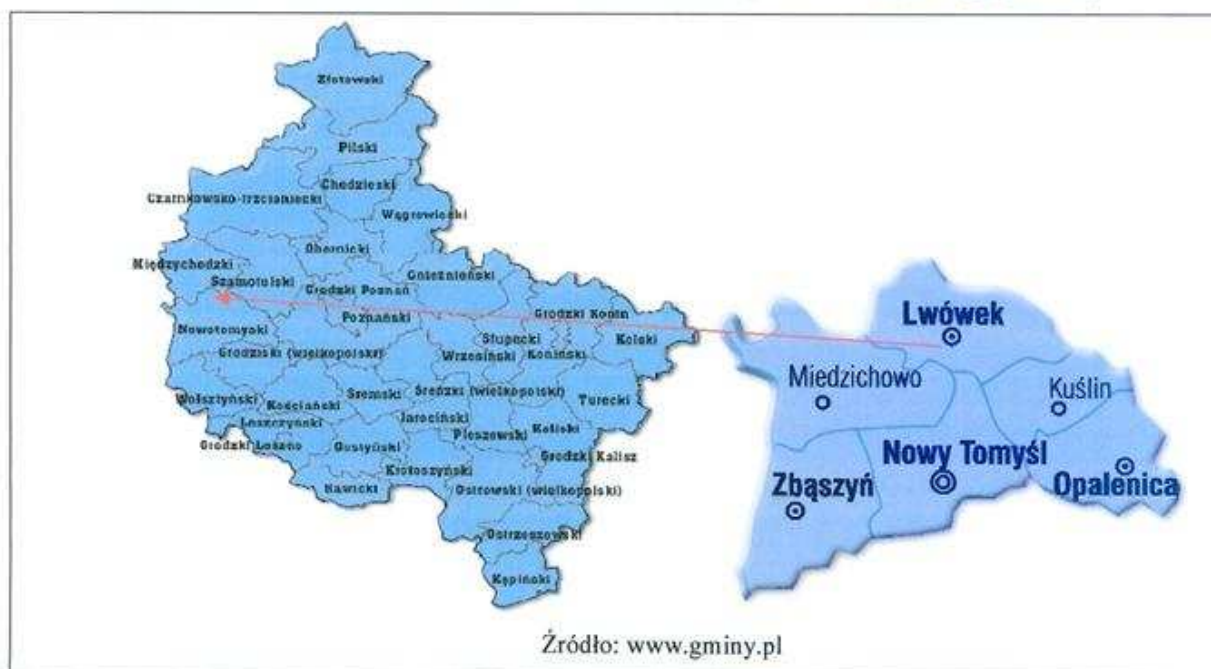 Złotowski
Pilski
Chodzieski
Czarnkowsko-trzcianecki
Wągrowiecki
Obornicki
Międzychodzki
Gnieźnieński
Szamotulski
Grodzki Poznań
Grodzki Konin
Poznański
Nowotomyski
Słupecki
Kolski
Grodziski (wielkopolski)
Wrzesiński
Koniński
Śremski
Średzki (wielkopolski)
Wolsztyński
Kościański
Turecki
Jarociński
Leszczyński
Kaliski
Pleszewski
Grodzki Leszno
Gostyński
Grodzki Kalisz
Krotoszyński
Rawicki
Ostrowski (wielkopolski)
Ostrzeszowski
Kępiński
Lwówek
Miedzichowo
Kuślin
Nowy Tomyśl
Zbąszyń
Opalenica
Źródło: www.gminy.pl